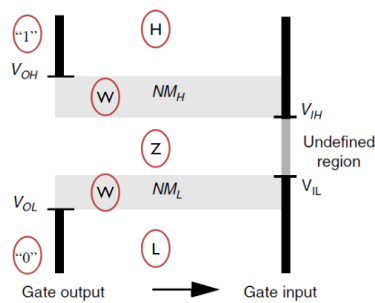 “1”
H
V_OH
W
NM_H
V_IH
Z
Undefined
region
W
NM_L
V_IL
V_OL
“0”
L
Gate output
Gate input